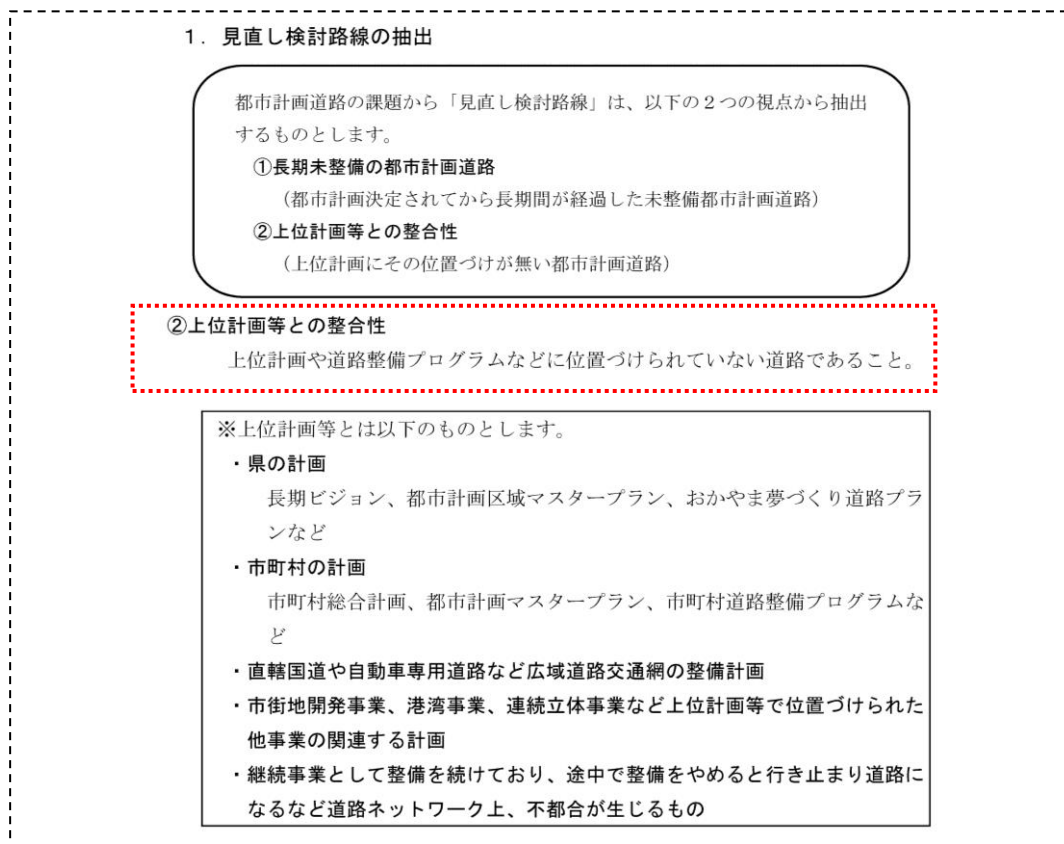 １．見直し検討路線の抽出
都市計画道路の課題から「見直し検討路線」は、以下の２つの視点から抽出
するものとします。
①長期未整備の都市計画道路
（都市計画決定されてから長期間が経過した未整備都市計画道路）
②上位計画等との整合性
（上位計画にその位置づけが無い都市計画道路）
②上位計画等との整合性
上位計画や道路整備プログラムなどに位置づけられていない道路であること。
※上位計画等とは以下のものとします。
・県の計画
長期ビジョン、都市計画区域マスタープラン、おかやま夢づくり道路プラ
ンなど
・市町村の計画
市町村総合計画、都市計画マスタープラン、市町村道路整備プログラムな
ど
・直轄国道や自動車専用道路など広域道路交通網の整備計画
・市街地開発事業、港湾事業、連続立体事業など上位計画等で位置づけられた
他事業の関連する計画
・継続事業として整備を続けており、途中で整備をやめると行き止まり道路に
なるなど道路ネットワーク上、不都合が生じるもの